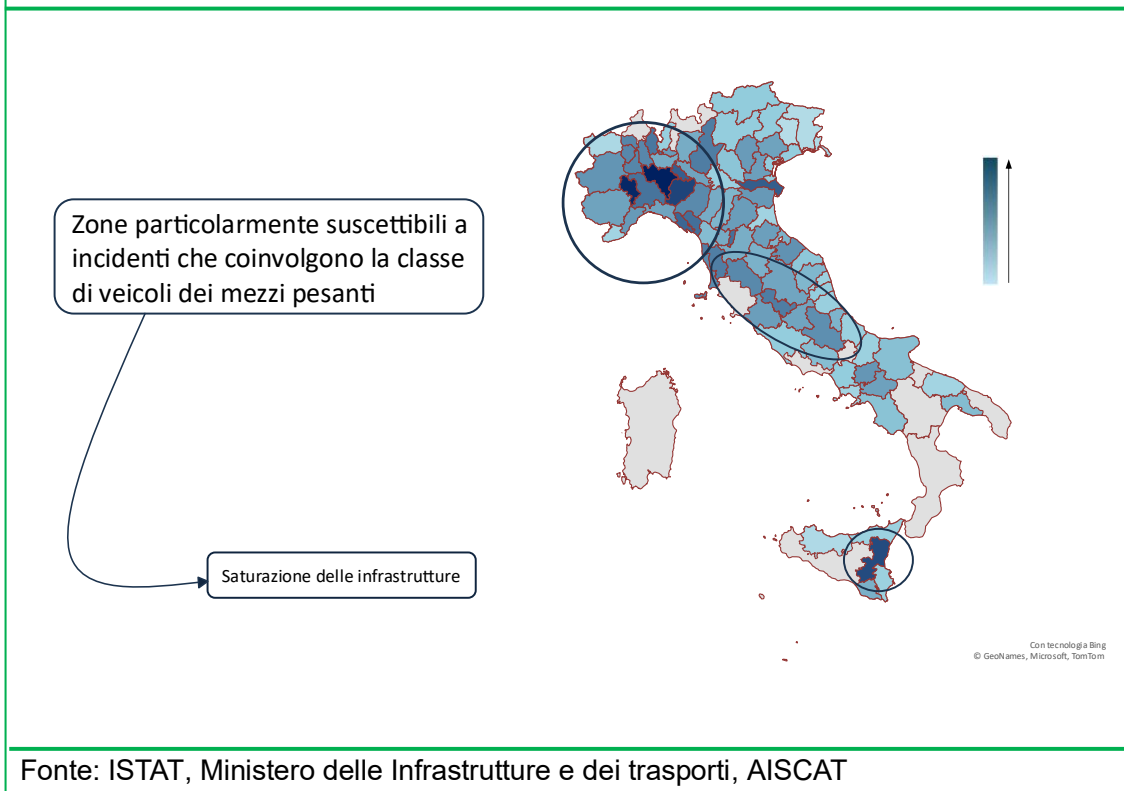 Zone particolarmente suscettibili a
incidenti che coinvolgono la classe
di veicoli dei mezzi pesanti
Saturazione delle infrastrutture
Con tecnologia Bing
© GeoNames, Microsoft, TomTom
Fonte: ISTAT, Ministero delle Infrastrutture e dei trasporti, AISCAT